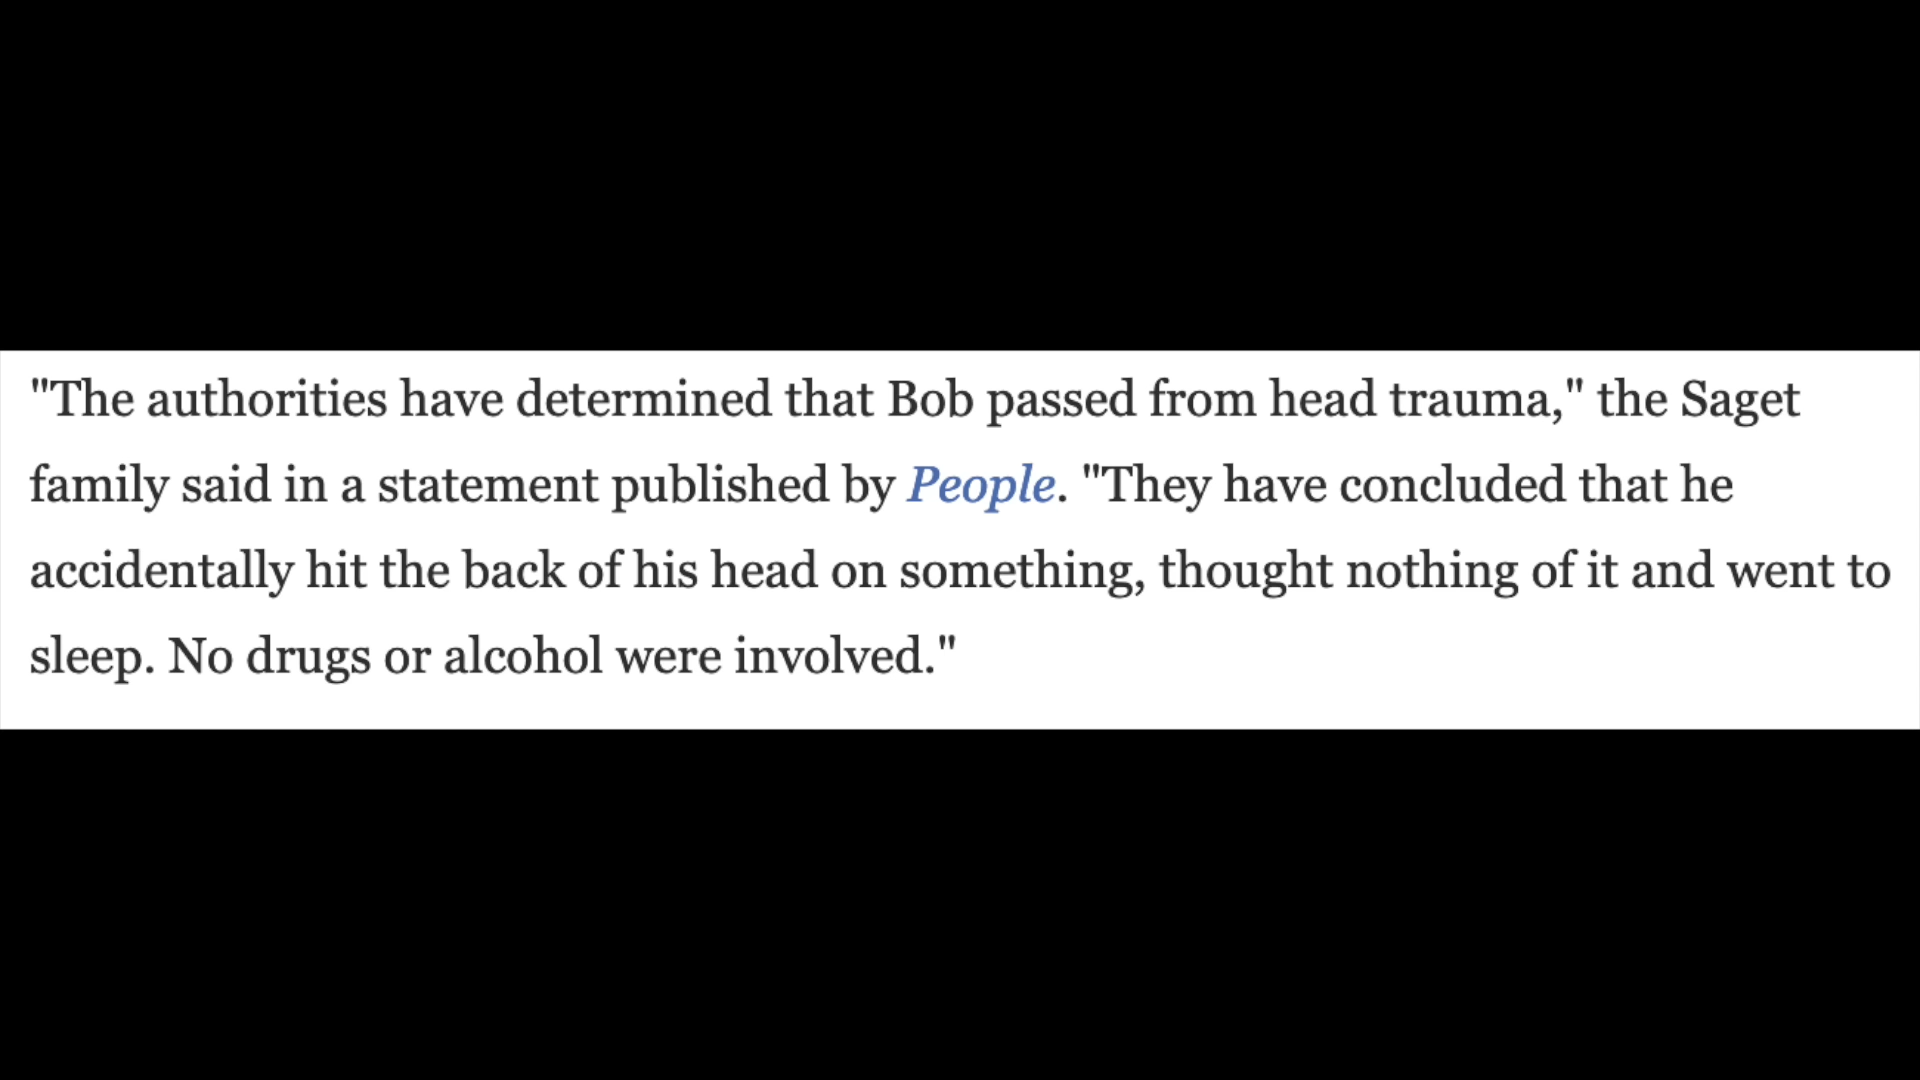 "The authorities have determined that Bob passed from head trauma," the Saget
family said in a statement published by People. "They have concluded that he
accidentally hit the back of his head on something, thought nothing of it and went to
sleep. No drugs or alcohol were involved."